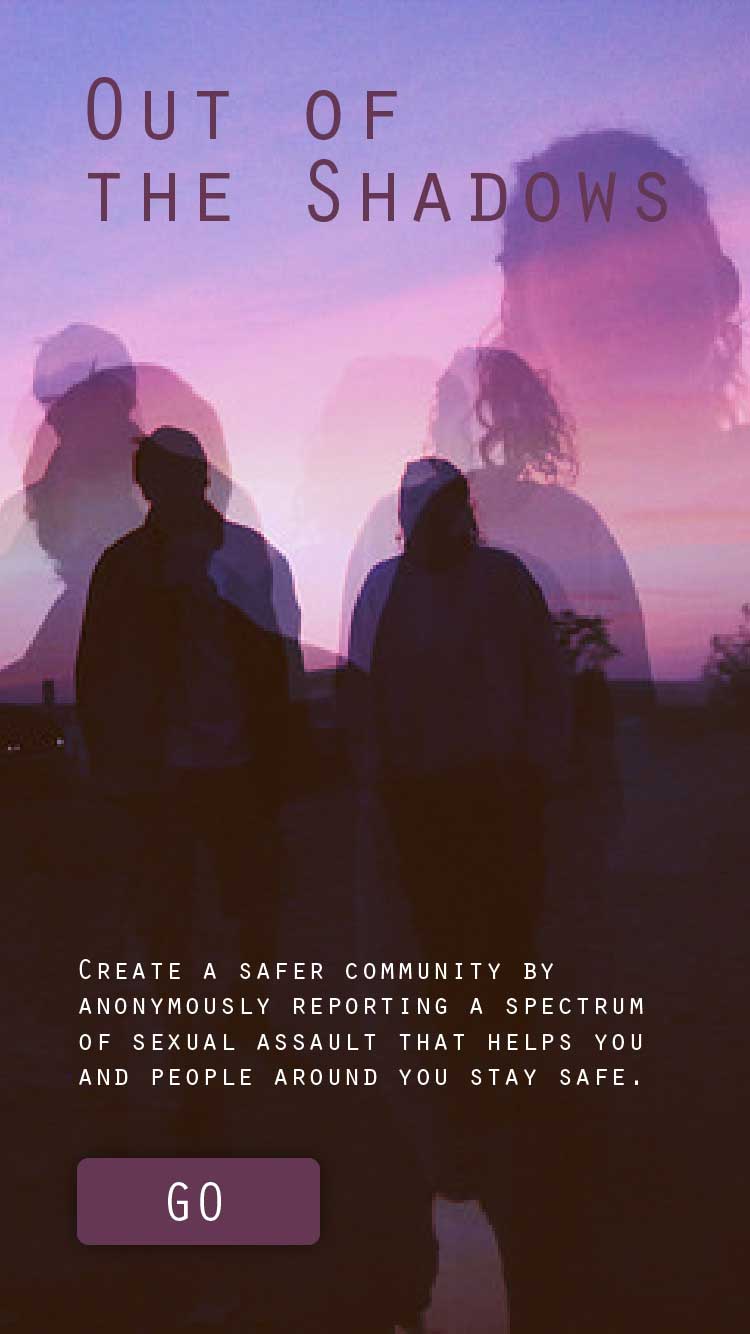 Out of
the Shadows
Create a safer community by
anonymously reporting a spectrum
of sexual assault that helps you
and people around you stay safe.
GO